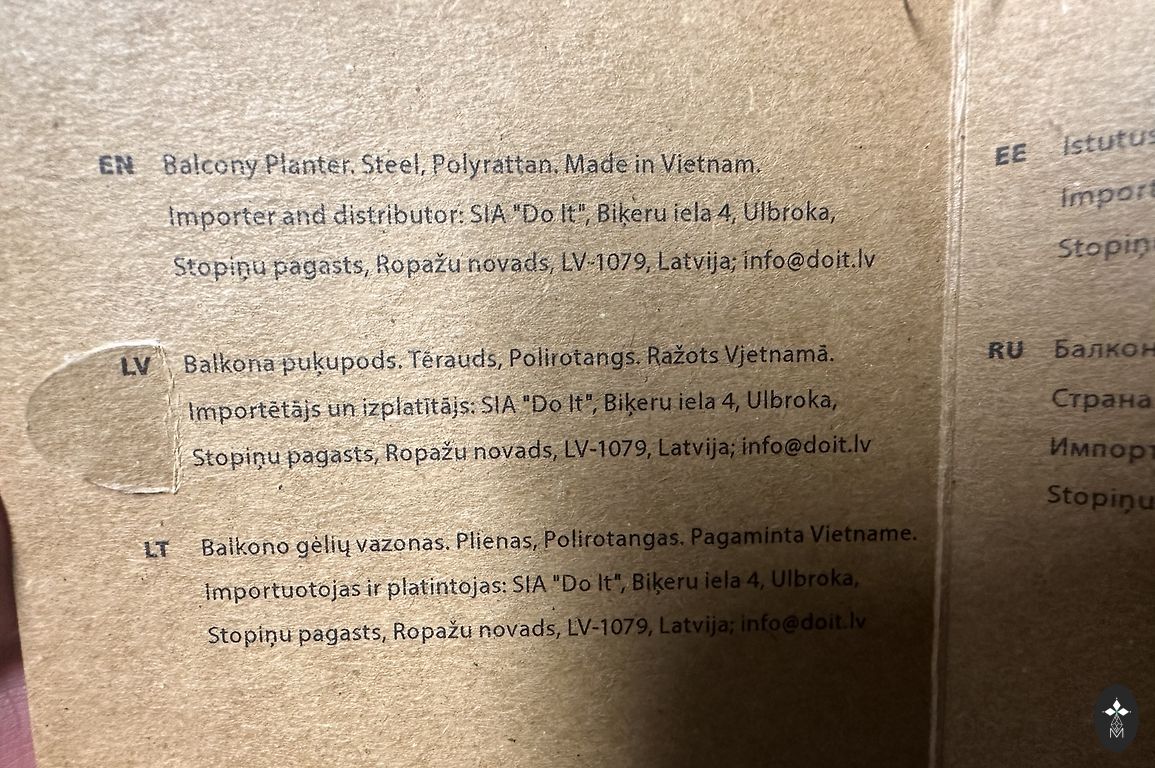 EN Balcony Planter. Steel, Polyrattan. Made in Vietnam.
Importer and distributor: SIA "Do It", Biķeru iela 4, Ulbroka,
Stopiņu pagasts, Ropažu novads, LV-1079, Latvija; info@doit.lv
LV Balkona puķupods. Tērauds, Polirotangs. Ražots Vjetnamā.
Importētājs un izplatītājs: SIA "Do It", Biķeru iela 4, Ulbroka,
Stopiņu pagasts, Ropažu novads, LV-1079, Latvija; info@doit.lv
LT Balkono gėlių vazonas. Plienas, Polirotangas. Pagaminta Vietname.
Importuotojas ir platintojas: SIA "Do It", Biķeru iela 4, Ulbroka,
Stopiņu pagasts, Ropažu novads, LV-1079, Latvija; info@doit.lv
EE
RU
Страна
Stopiņu
M